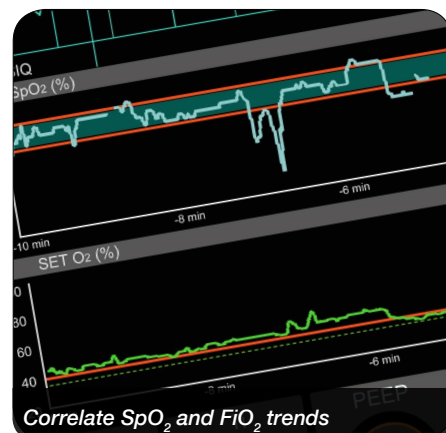 SIQ
SpO₂ (%)
-10 min
-8 min
-6 min
SET O₂ (%)
80
60
40
-6 min
Correlate SpO₂ and FiO₂ trends
PEEP